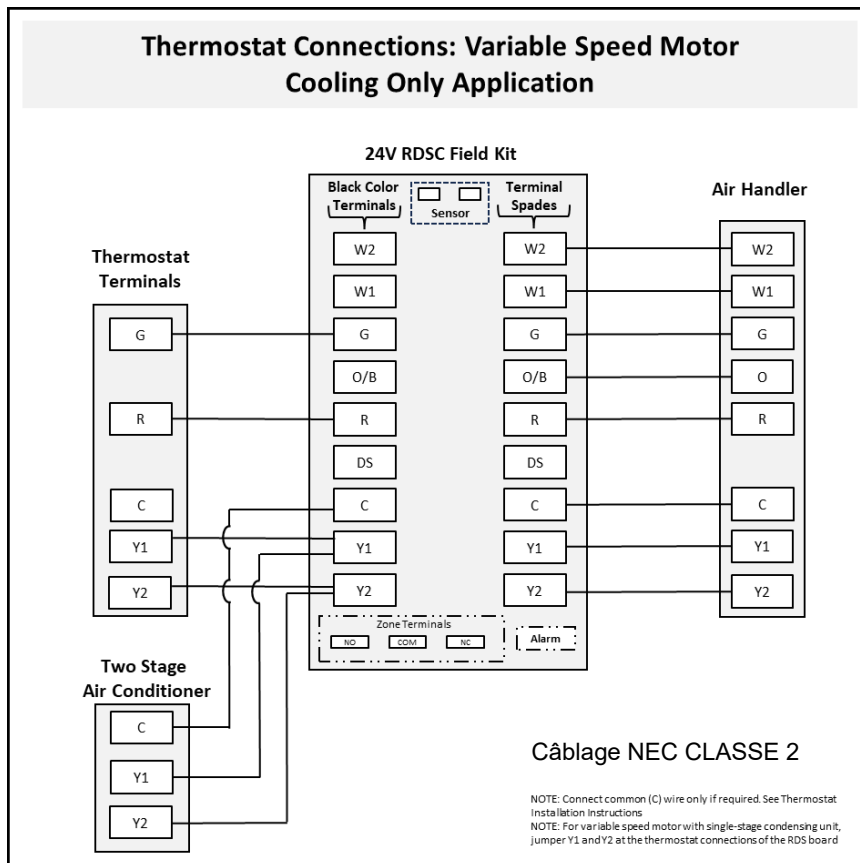 Thermostat Connections: Variable Speed Motor
Cooling Only Application
24V RDSC Field Kit
Black Color
Terminals
Sensor
Terminal
Spades
Air Handler
Thermostat
Terminals
G
R
C
Y1
Y2
W2
W1
G
O/B
R
DS
C
Y1
Y2
W2
W1
G
O/B
R
DS
C
Y1
Y2
W2
W1
G
O
R
C
Y1
Y2
Zone Terminals
NO
COM
NC
Alarm
Two Stage
Air Conditioner
C
Y1
Y2
Câblage NEC CLASSE 2
NOTE: Connect common (C) wire only if required. See Thermostat
Installation Instructions
NOTE: For variable speed motor with single-stage condensing unit,
jumper Y1 and Y2 at the thermostat connections of the RDS board